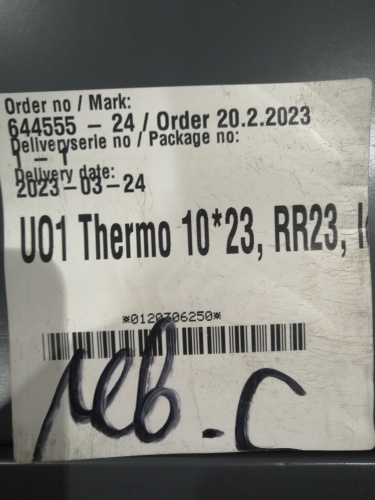 Order no / Mark:
644555 - 24 / Order 20.2.2023
Deliveryserie no / Package no:
1 - 1
Delivery date:
2023-03-24
U01 Thermo 10*23, RR23,
*0120306250*
лев. С